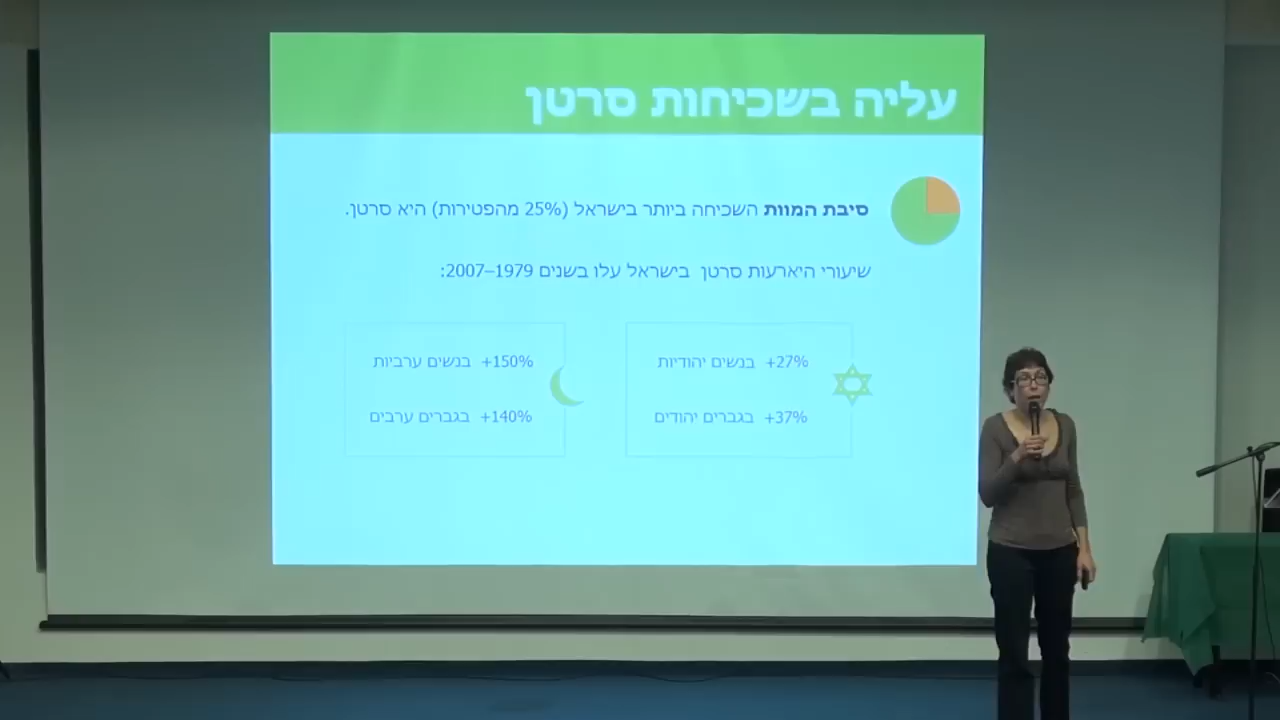 עליה בשכיחות סרטן
סיבת המוות השכיחה ביותר בישראל (25% מהפטירות) היא סרטן.
שיעורי היארעות סרטן בישראל עלו בשנים 1979–2007:
+27% בנשים יהודיות
+37% בגברים יהודים
+150% בנשים ערביות
+140% בגברים ערבים